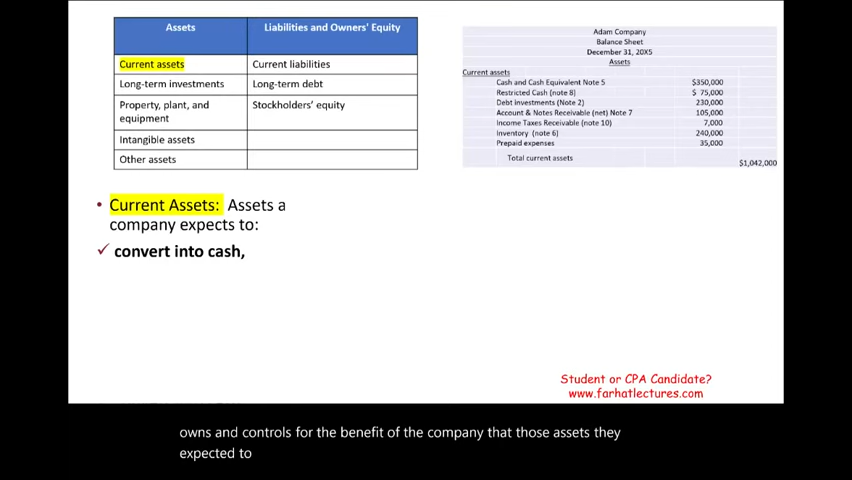 Assets Liabilities and Owners' Equity
Current assets Current liabilities
Long-term investments Long-term debt
Property, plant, and equipment Stockholders' equity
Intangible assets
Other assets
Adam Company
Balance Sheet
December 31, 20X5
Assets
Current assets
Cash and Cash Equivalent Note 5 $350,000
Restricted Cash (note 8) $ 75,000
Debt investments (Note 2) 230,000
Account & Notes Receivable (net) Note 7 105,000
Income Taxes Receivable (note 10) 7,000
Inventory (note 6) 240,000
Prepaid expenses 35,000
Total current assets $1,042,000
• Current Assets: Assets a
company expects to:
✓ convert into cash,
Student or CPA Candidate?
www.farhatlectures.com
owns and controls for the benefit of the company that those assets they
expected to